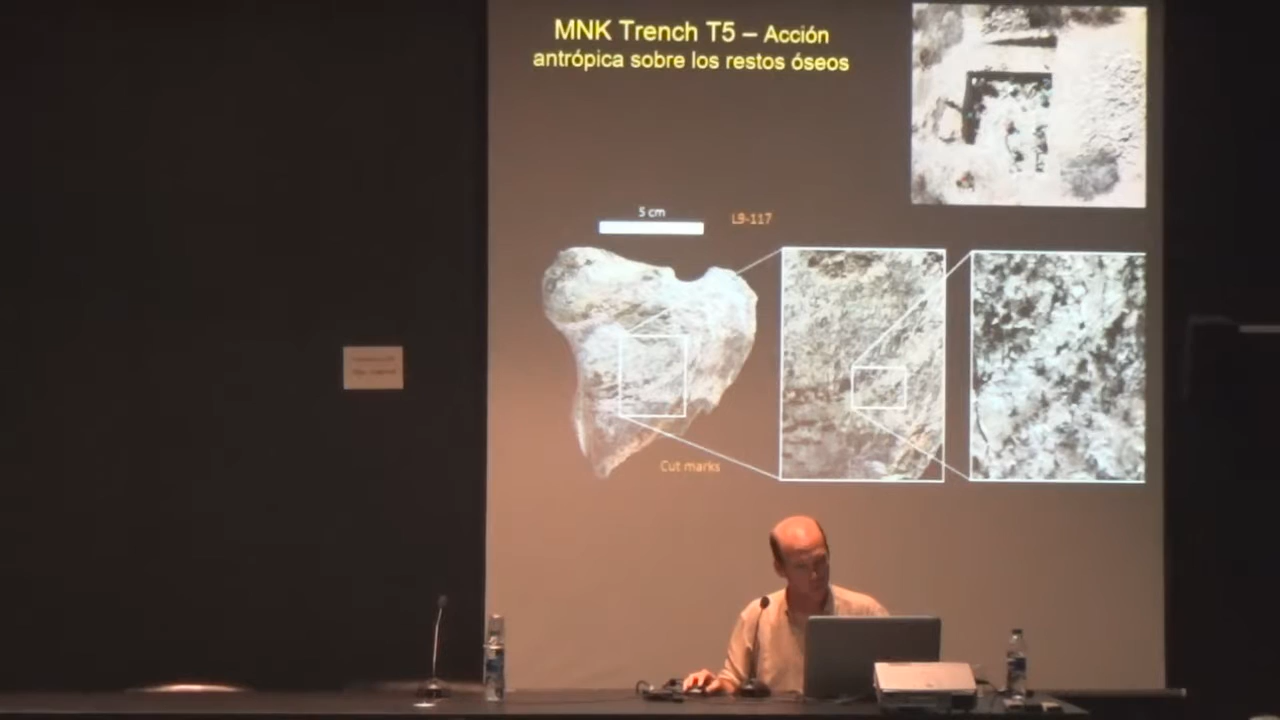 MNK Trench T5 – Acción
antrópica sobre los restos óseos
5 cm
L9-117
Cut marks